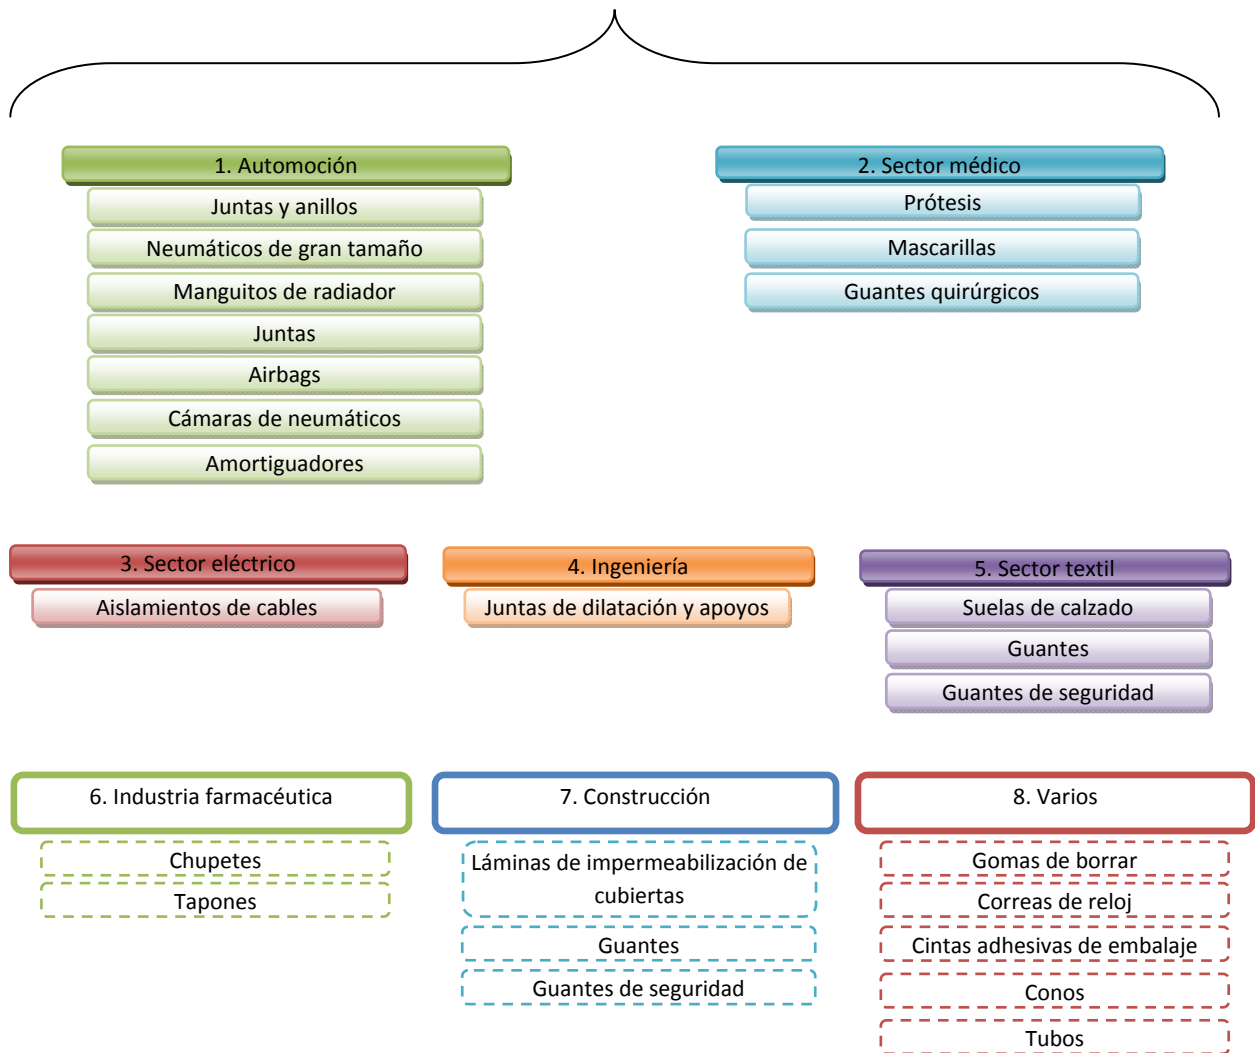 1. Automoción
Juntas y anillos
Neumáticos de gran tamaño
Manguitos de radiador
Juntas
Airbags
Cámaras de neumáticos
Amortiguadores
2. Sector médico
Prótesis
Mascarillas
Guantes quirúrgicos
3. Sector eléctrico
Aislamientos de cables
4. Ingeniería
Juntas de dilatación y apoyos
5. Sector textil
Suelas de calzado
Guantes
Guantes de seguridad
6. Industria farmacéutica
Chupetes
Tapones
7. Construcción
Láminas de impermeabilización de
cubiertas
Guantes
Guantes de seguridad
8. Varios
Gomas de borrar
Correas de reloj
Cintas adhesivas de embalaje
Conos
Tubos